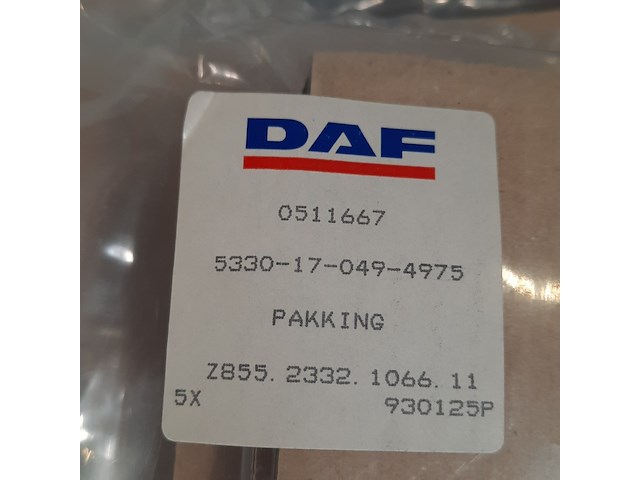 DAF
0511667
5330-17-049-4975
PAKKING
Z855.2332.1066.11
5X 930125P